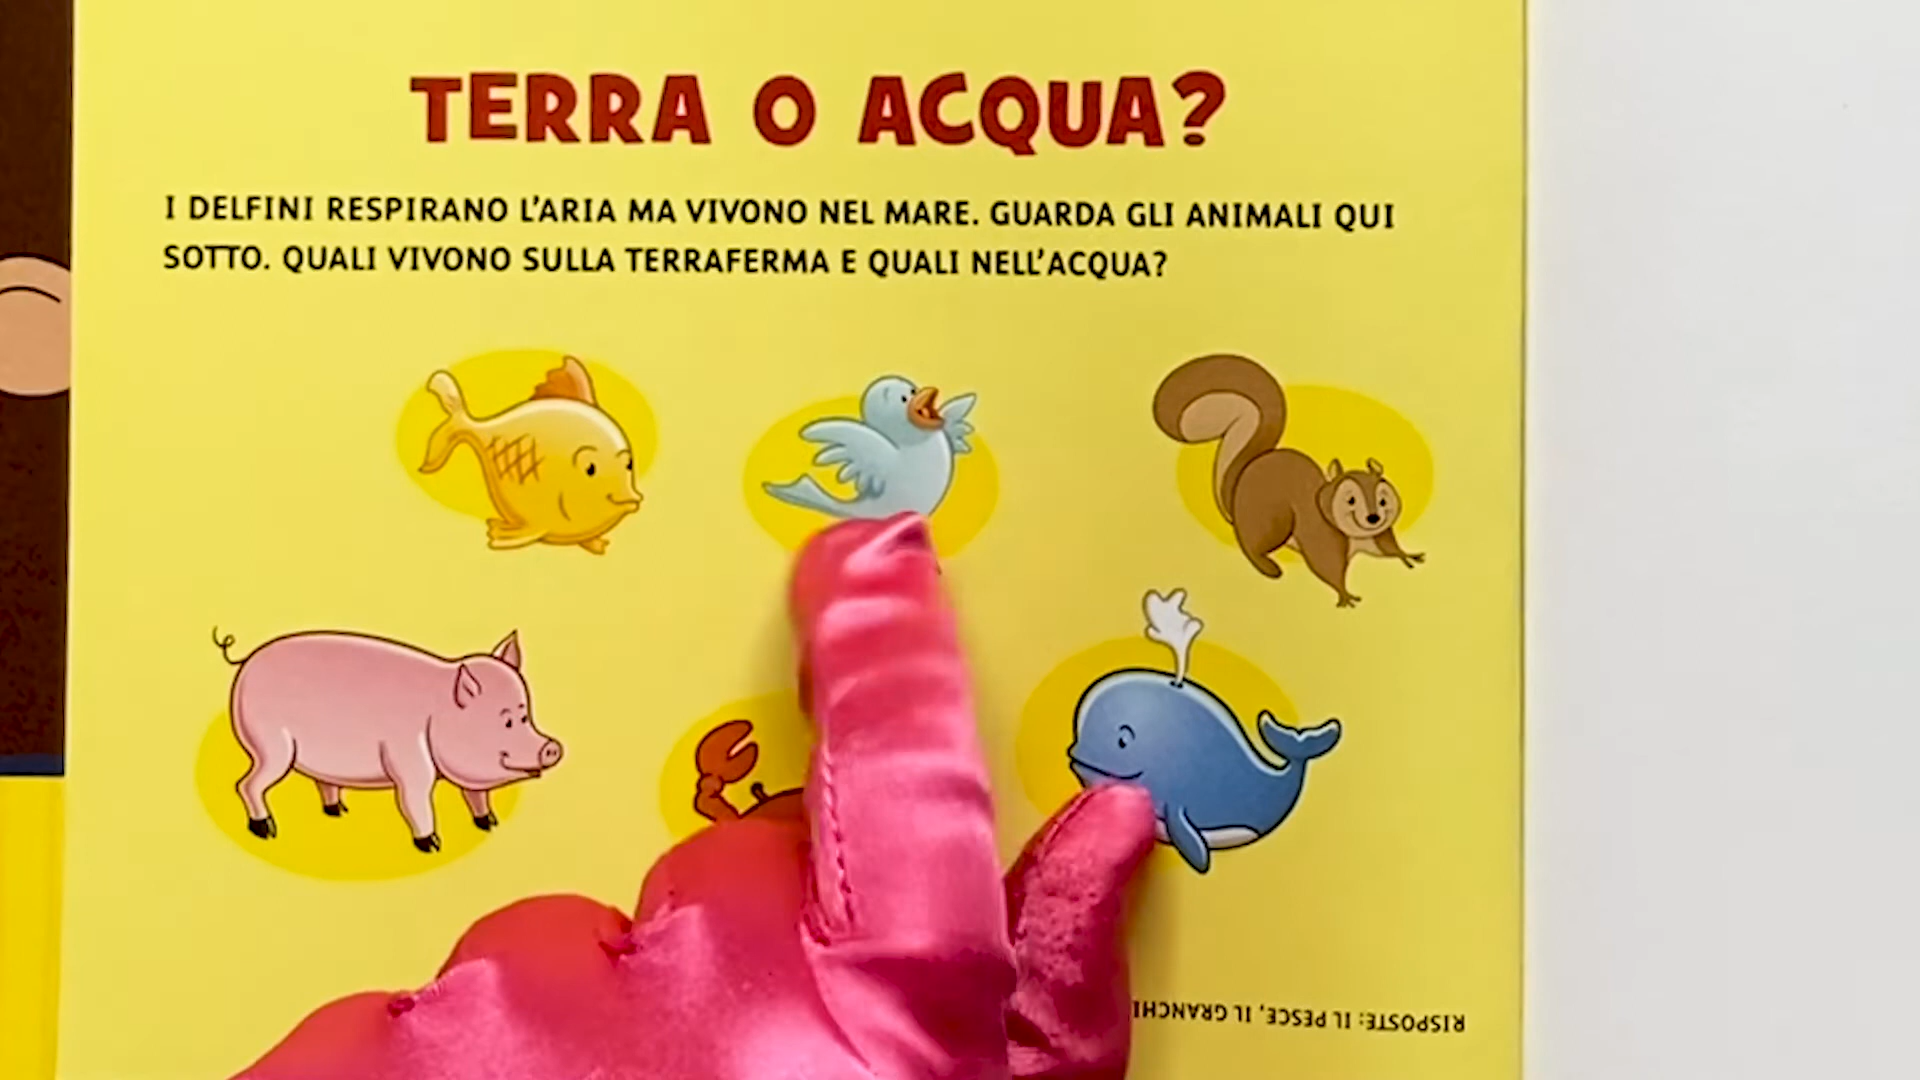 TERRA O ACQUA?
I DELFINI RESPIRANO L'ARIA MA VIVONO NEL MARE. GUARDA GLI ANIMALI QUI
SOTTO. QUALI VIVONO SULLA TERRAFERMA E QUALI NELL'ACQUA?
RISPOSTE: IL PESCE, IL